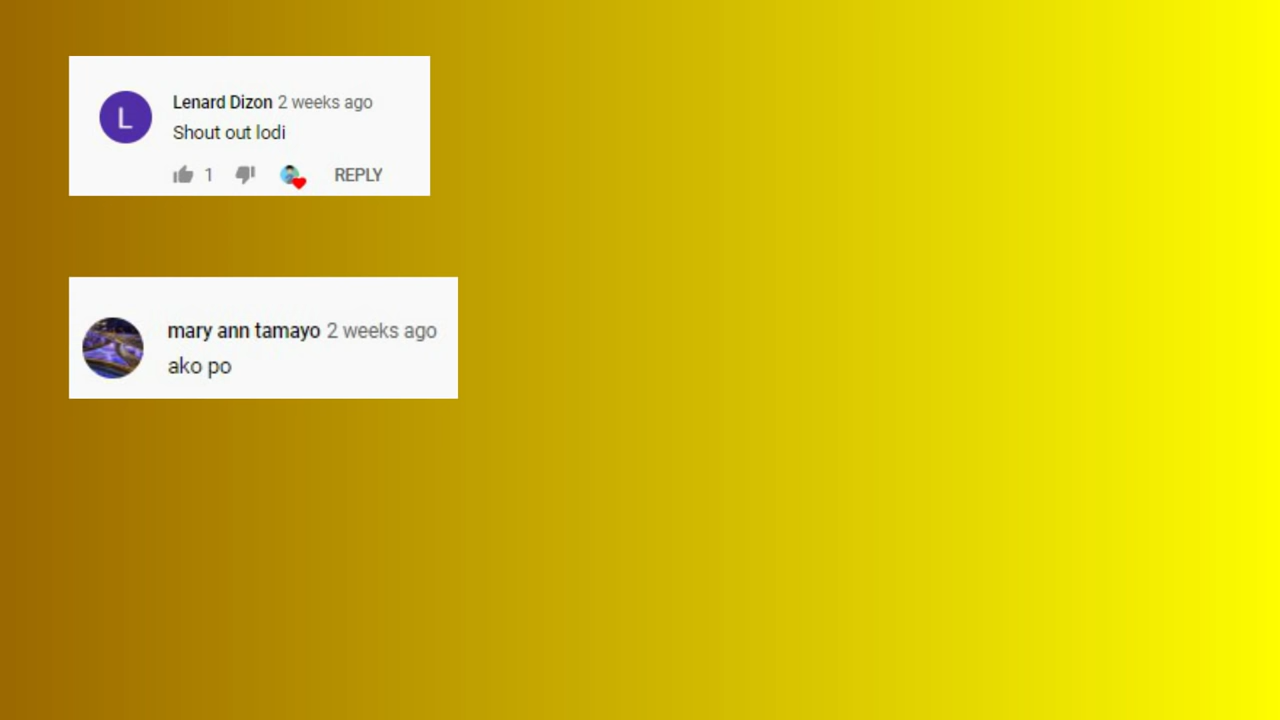 L
Lenard Dizon 2 weeks ago
Shout out lodi
1 REPLY
mary ann tamayo 2 weeks ago
ako po